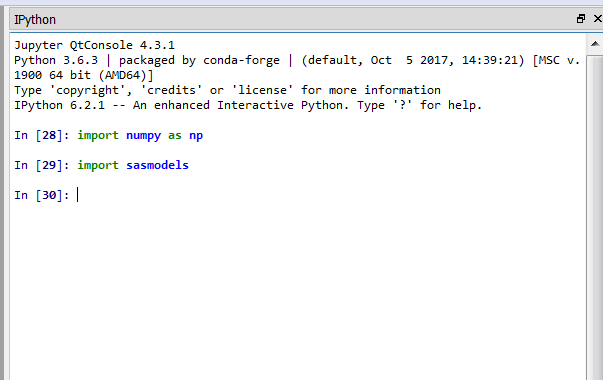 IPython
Jupyter QtConsole 4.3.1
Python 3.6.3 | packaged by conda-forge | (default, Oct  5 2017, 14:39:21) [MSC v.
1900 64 bit (AMD64)]
Type 'copyright', 'credits' or 'license' for more information
IPython 6.2.1 -- An enhanced Interactive Python. Type '?' for help.
In [28]: import numpy as np
In [29]: import sasmodels
In [30]: